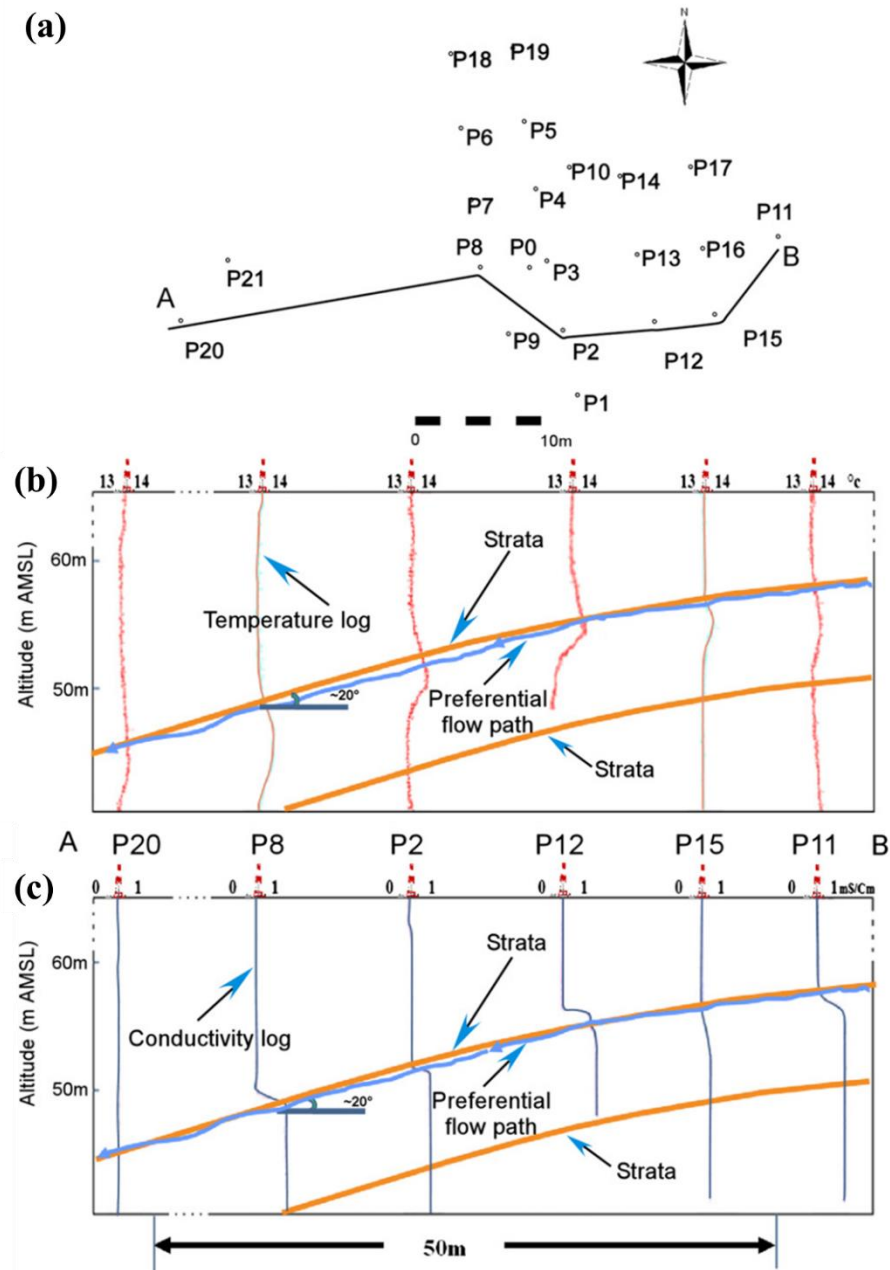 (a)
N
P18
P19
P6
P5
P10
P14
P17
P7
P4
P11
P8
P0
P3
P13
P16
B
P21
A
P20
P9
P2
P12
P15
P1
0 10m
(b)
13 14 13 14 13 14 13 14 13 14 13 14 °c
Altitude (m AMSL)
60m
Strata
Temperature log
50m
~20°
Preferential
flow path
Strata
A P20 P8 P2 P12 P15 P11 B
(c)
0 1 0 1 0 1 0 1 0 1 0 1 mS/Cm
Altitude (m AMSL)
60m
Strata
Conductivity log
50m
~20°
Preferential
flow path
Strata
50m